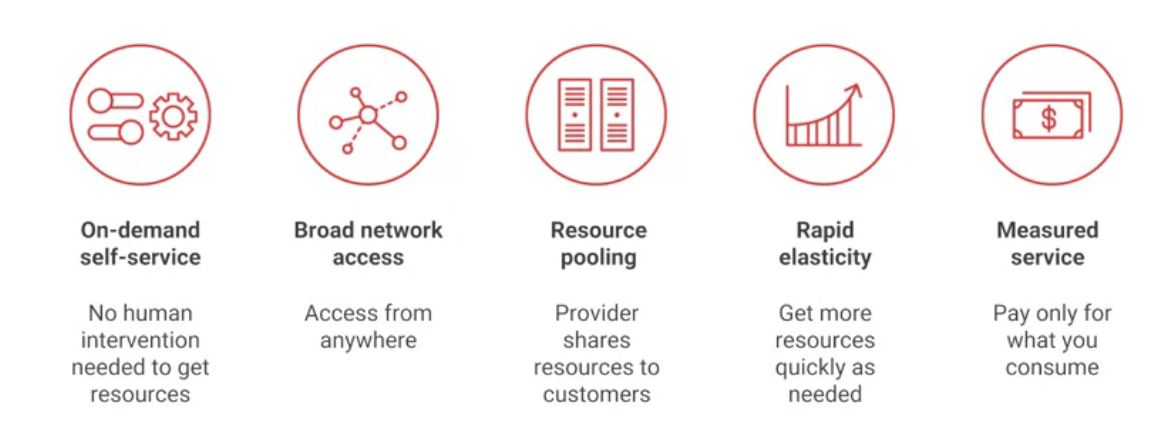 $
On-demand
self-service
No human
intervention
needed to get
resources
Broad network
access
Access from
anywhere
Resource
pooling
Provider
shares
resources to
customers
Rapid
elasticity
Get more
resources
quickly as
needed
Measured
service
Pay only for
what you
consume